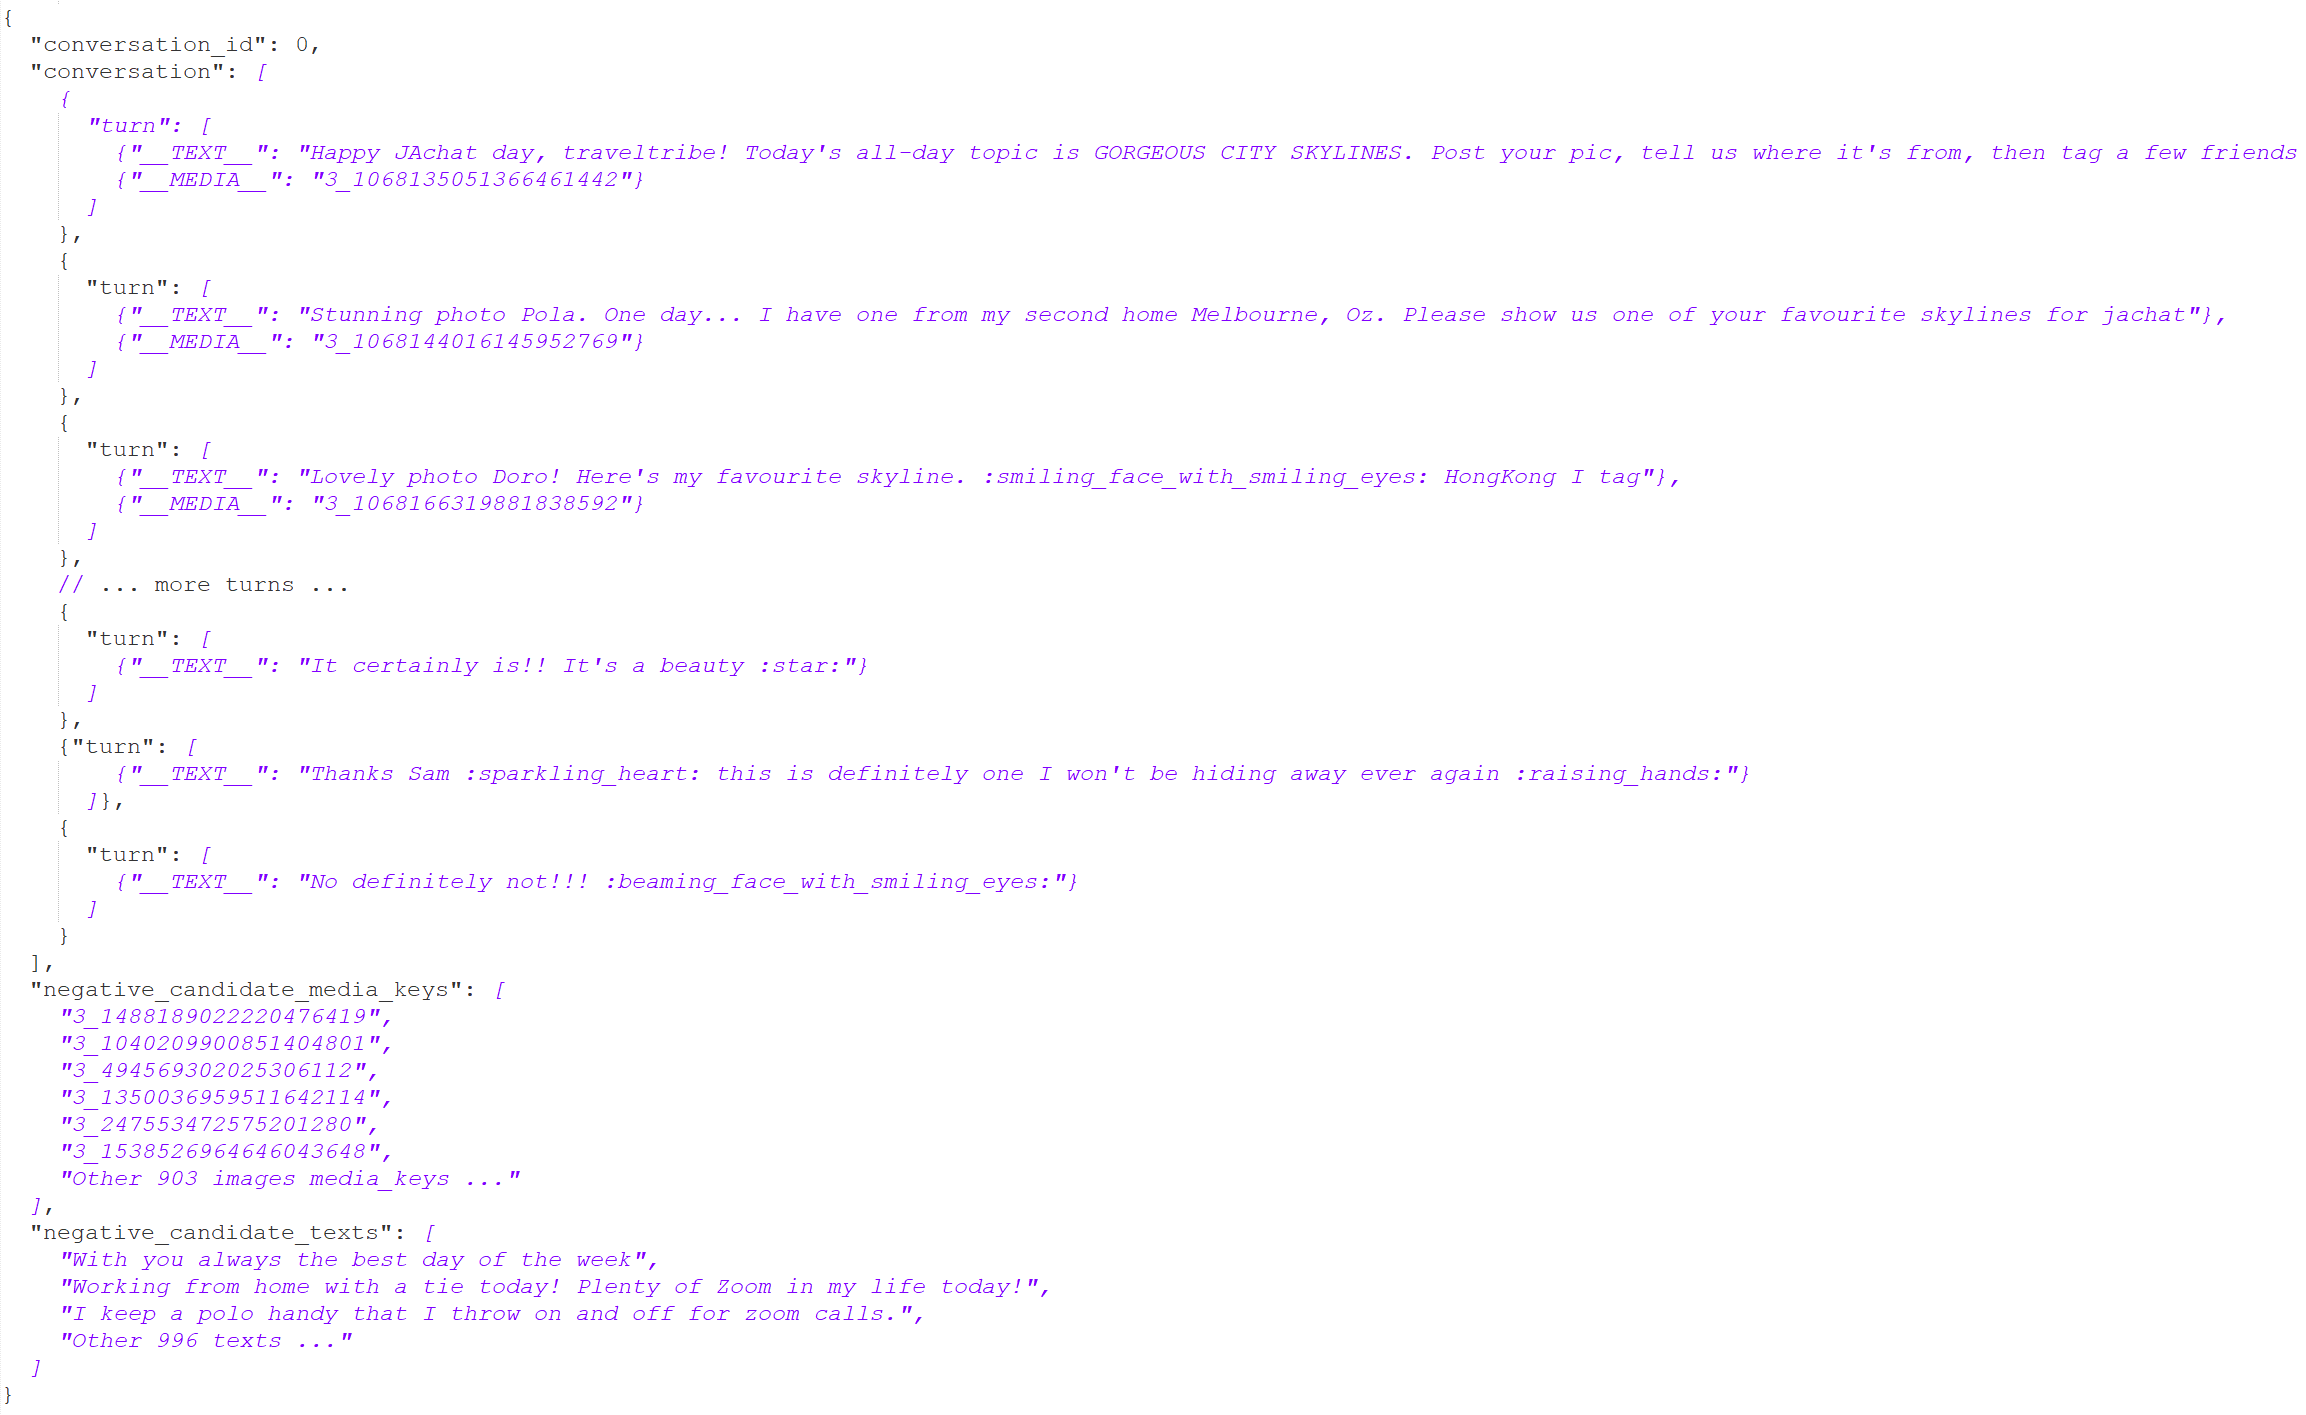 {
"conversation_id": 0,
"conversation": [
{
"turn": [
{"__TEXT__": "Happy JAchat day, traveltribe! Today's all-day topic is GORGEOUS CITY SKYLINES. Post your pic, tell us where it's from, then tag a few friends
{"__MEDIA__": "3_1068135051366461442"}
]
},
{
"turn": [
{"__TEXT__": "Stunning photo Pola. One day... I have one from my second home Melbourne, Oz. Please show us one of your favourite skylines for jachat"},
{"__MEDIA__": "3_1068144016145952769"}
]
},
{
"turn": [
{"__TEXT__": "Lovely photo Doro! Here's my favourite skyline. :smiling_face_with_smiling_eyes: HongKong I tag"},
{"__MEDIA__": "3_1068166319881838592"}
]
},
// ... more turns ...
{
"turn": [
{"__TEXT__": "It certainly is!! It's a beauty :star:"}
]
},
{"turn": [
{"__TEXT__": "Thanks Sam :sparkling_heart: this is definitely one I won't be hiding away ever again :raising_hands:"}
]},
{
"turn": [
{"__TEXT__": "No definitely not!!! :beaming_face_with_smiling_eyes:"}
]
}
],
"negative_candidate_media_keys": [
"3_1488189022220476419",
"3_1040209900851404801",
"3_494569302025306112",
"3_1350036959511642114",
"3_247553472575201280",
"3_1538526964646043648",
"Other 903 images media_keys ..."
],
"negative_candidate_texts": [
"With you always the best day of the week",
"Working from home with a tie today! Plenty of Zoom in my life today!",
"I keep a polo handy that I throw on and off for zoom calls.",
"Other 996 texts ..."
]
}